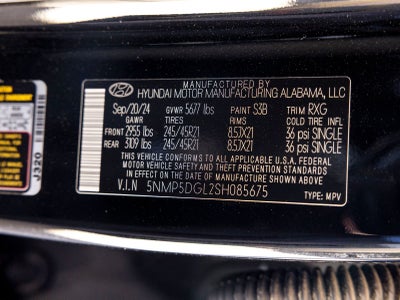 MANUFACTURED BY
HYUNDAI MOTOR MANUFACTURING ALABAMA, LLC
Sep/20/24 GVWR 5677 lbs PAINT S3B TRIM RXG
GAWR TIRES RIMS COLD TIRE INFL
FRONT 2955 lbs 245/45R21 8.5JX21 36 psi SINGLE
REAR 3109 lbs 245/45R21 8.5JX21 36 psi SINGLE
THIS VEHICLE CONFORMS TO ALL APPLICABLE U.S.A. FEDERAL
MOTOR VEHICLE SAFETY AND THEFT PREVENTION STANDARDS
IN EFFECT ON THE DATE OF MANUFACTURE SHOWN ABOVE.
V.I.N 5NMP5DGL2SH085675
TYPE: MPV
J320